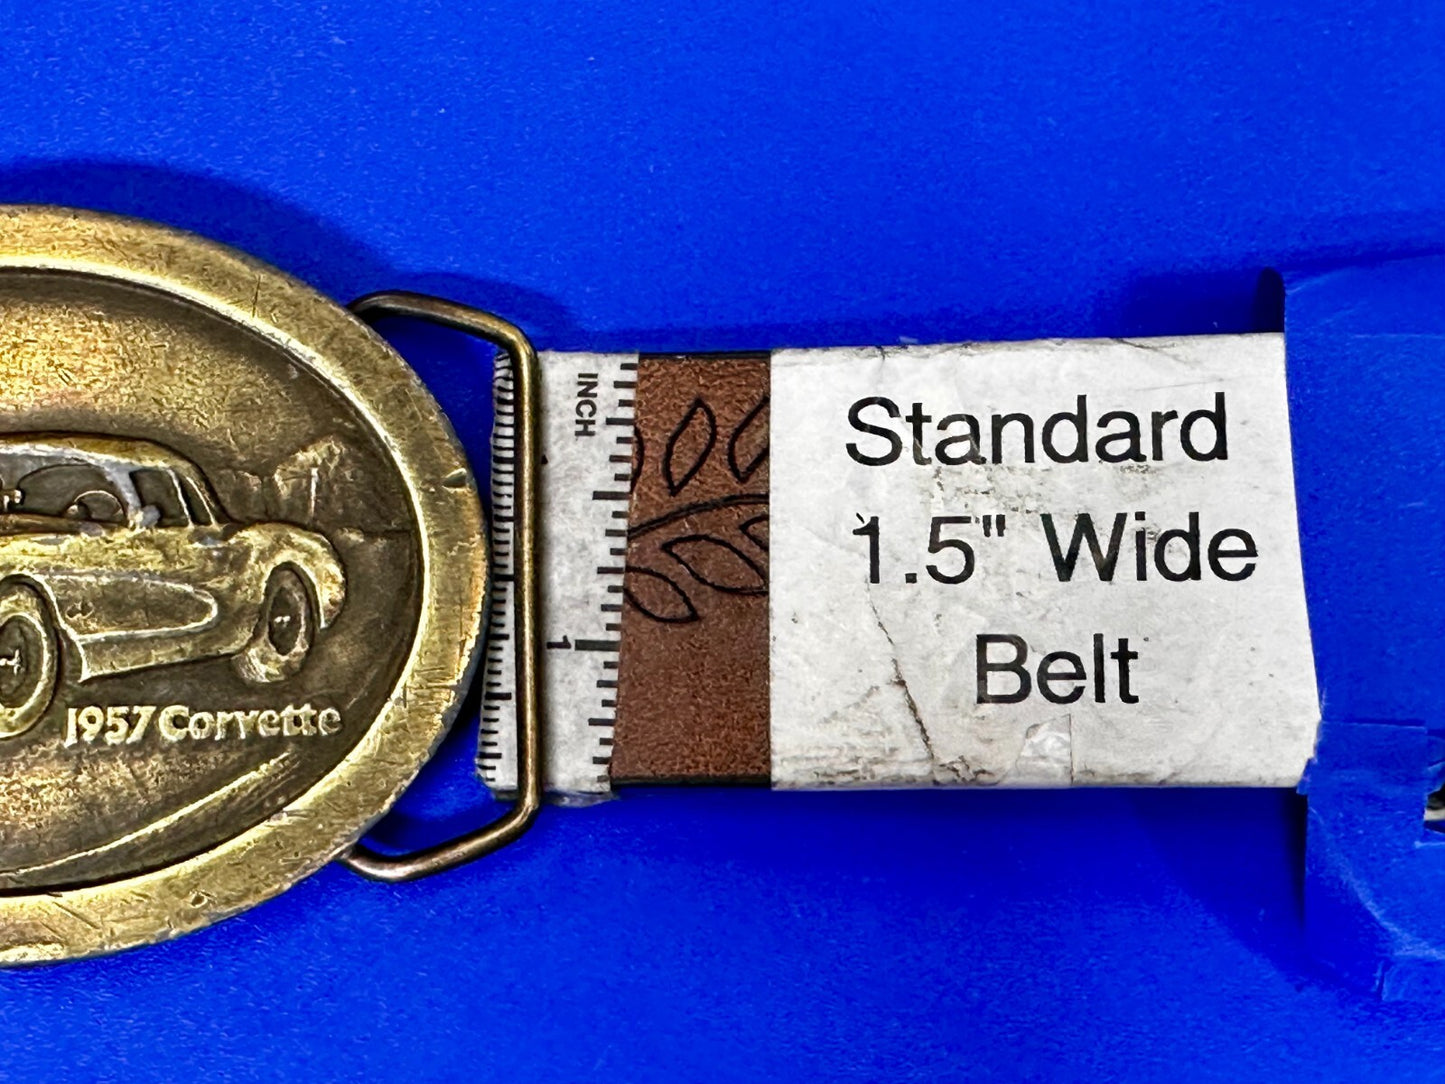 1957 Corvette
INCH
1
Standard
1.5" Wide
Belt